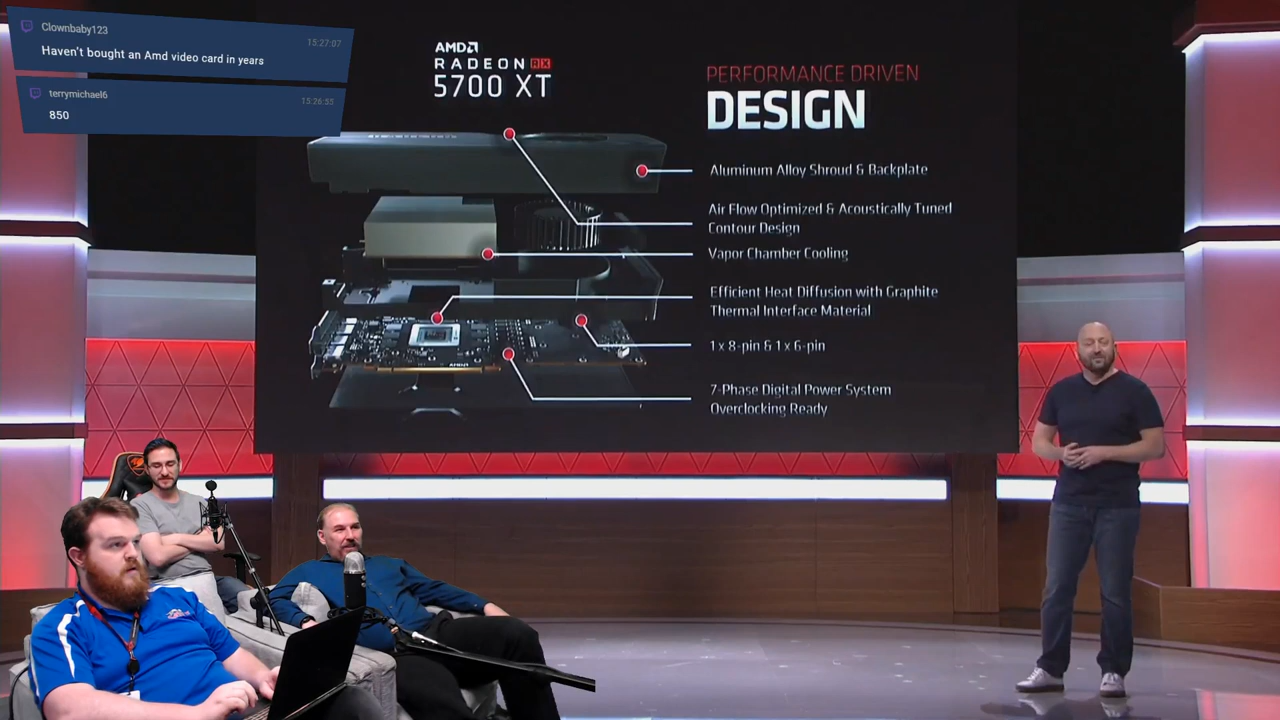 Clownbaby123
15:27:07
Haven't bought an Amd video card in years
terrymichael6
15:26:55
850
AMD
RADEON RX
5700 XT
PERFORMANCE DRIVEN
DESIGN
Aluminum Alloy Shroud & Backplate
Air Flow Optimized & Acoustically Tuned
Contour Design
Vapor Chamber Cooling
Efficient Heat Diffusion with Graphite
Thermal Interface Material
1 x 8-pin & 1 x 6-pin
7-Phase Digital Power System
Overclocking Ready
AMD